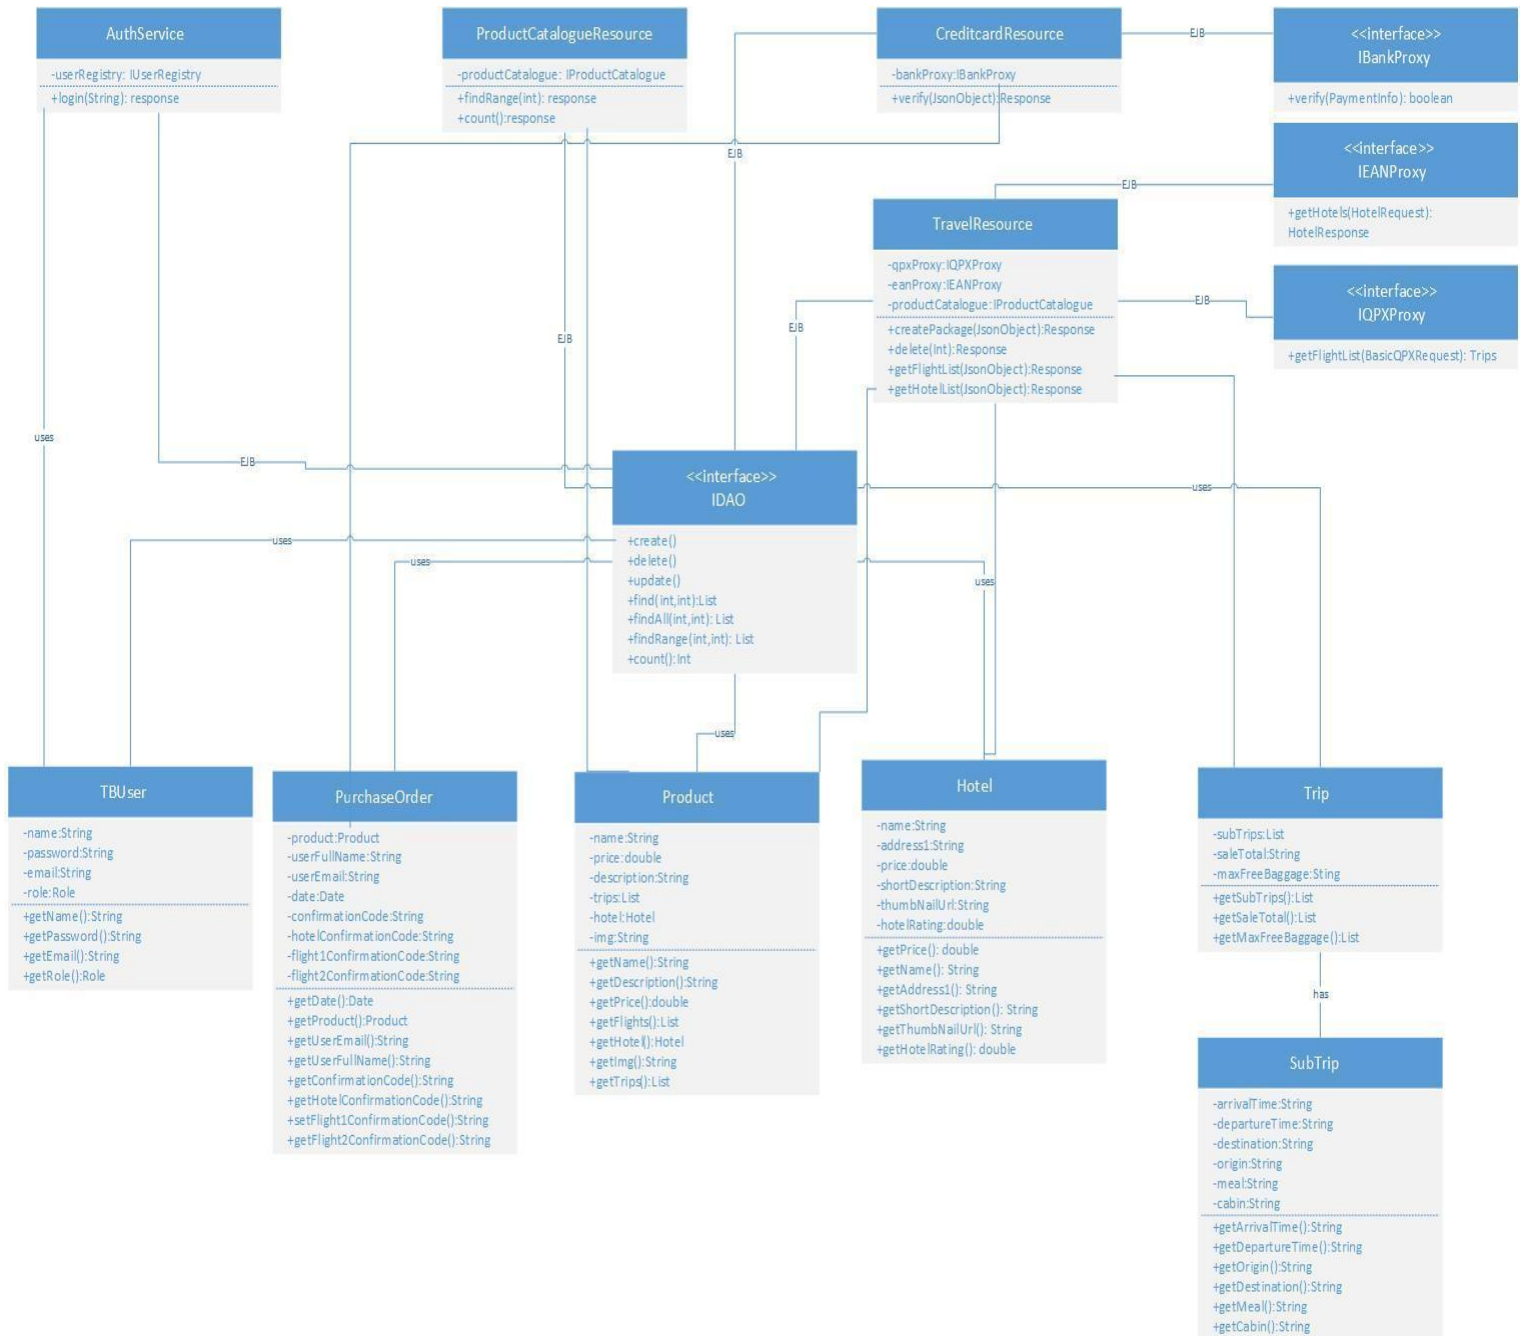 AuthService
-userRegistry: IUserRegistry
+login(String): response
ProductCatalogueResource
-productCatalogue: IProductCatalogue
+findRange(int): response
+count():response
CreditcardResource
-bankProxy:IBankProxy
+verify(JsonObject):Response
EJB
<<interface>>
IBankProxy
+verify(PaymentInfo): boolean
EJB
<<interface>>
IEANProxy
+getHotels(HotelRequest):
HotelResponse
EJB
TravelResource
-qpxProxy:IQPXProxy
-eanProxy:IEANProxy
-productCatalogue:IProductCatalogue
+createPackage(JsonObject):Response
+delete(Int):Response
+getFlightList(JsonObject):Response
+getHotelList(JsonObject):Response
EJB
<<interface>>
IQPXProxy
+getFlightList(BasicQPXRequest): Trips
EJB
EJB
uses
EJB
<<interface>>
IDAO
+create()
+delete()
+update()
+find(int,int):List
+findAll(int,int): List
+findRange(int,int): List
+count():Int
uses
uses
uses
uses
uses
TBUser
-name:String
-password:String
-email:String
-role:Role
+getName():String
+getPassword():String
+getEmail():String
+getRole():Role
PurchaseOrder
-product:Product
-userFullName:String
-userEmail:String
-date:Date
-confirmationCode:String
-hotelConfirmationCode:String
-flight1ConfirmationCode:String
-flight2ConfirmationCode:String
+getDate():Date
+getProduct():Product
+getUserEmail():String
+getUserFullName():String
+getConfirmationCode():String
+getHotelConfirmationCode():String
+setFlight1ConfirmationCode():String
+getFlight2ConfirmationCode():String
Product
-name:String
-price:double
-description:String
-trips:List
-hotel:Hotel
-img:String
+getName():String
+getDescription():String
+getPrice():double
+getFlights():List
+getHotel():Hotel
+getImg():String
+getTrips():List
Hotel
-name:String
-address1:String
-price:double
-shortDescription:String
-thumbNailUrl:String
-hotelRating:double
+getPrice(): double
+getName(): String
+getAddress1(): String
+getShortDescription(): String
+getThumbNailUrl(): String
+getHotelRating(): double
Trip
-subTrips:List
-saleTotal:String
-maxFreeBaggage:Sting
+getSubTrips():List
+getSaleTotal():List
+getMaxFreeBaggage():List
has
SubTrip
-arrivalTime:String
-departureTime:String
-destination:String
-origin:String
-meal:String
-cabin:String
+getArrivalTime():String
+getDepartureTime():String
+getOrigin():String
+getDestination():String
+getMeal():String
+getCabin():String